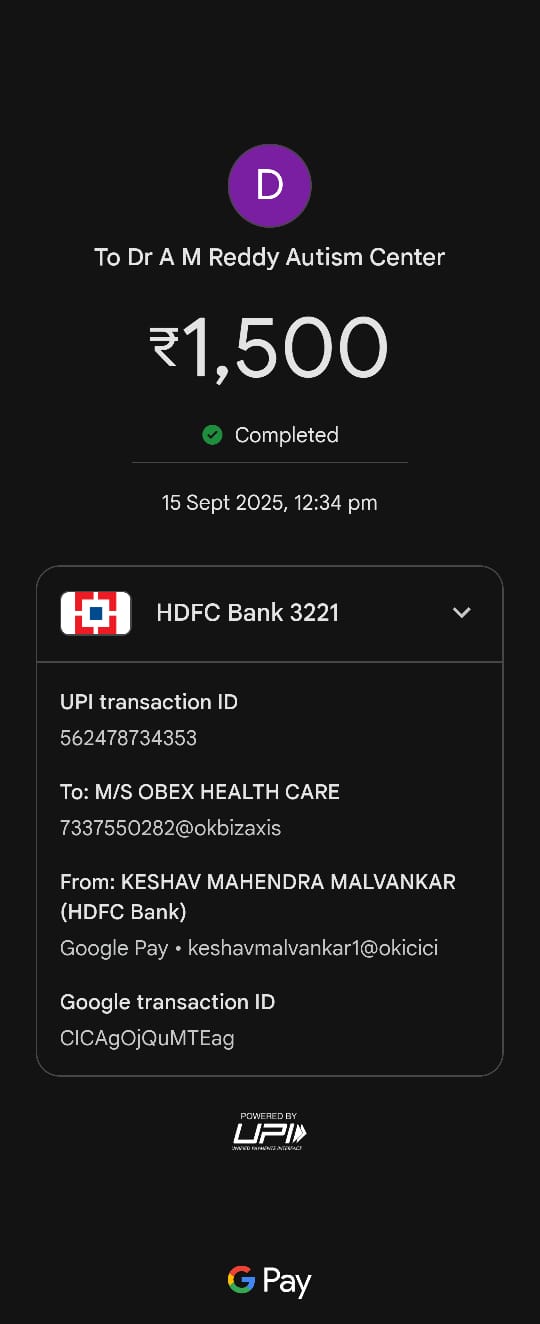 D
To Dr A M Reddy Autism Center
₹1,500
Completed
15 Sept 2025, 12:34 pm
HDFC Bank 3221
UPI transaction ID
562478734353
To: M/S OBEX HEALTH CARE
7337550282@okbizaxis
From: KESHAV MAHENDRA MALVANKAR
(HDFC Bank)
Google Pay • keshavmalvankar1@okicici
Google transaction ID
CICAgOjQuMTEag
POWERED BY
UPI
UNIFIED PAYMENTS INTERFACE
G Pay